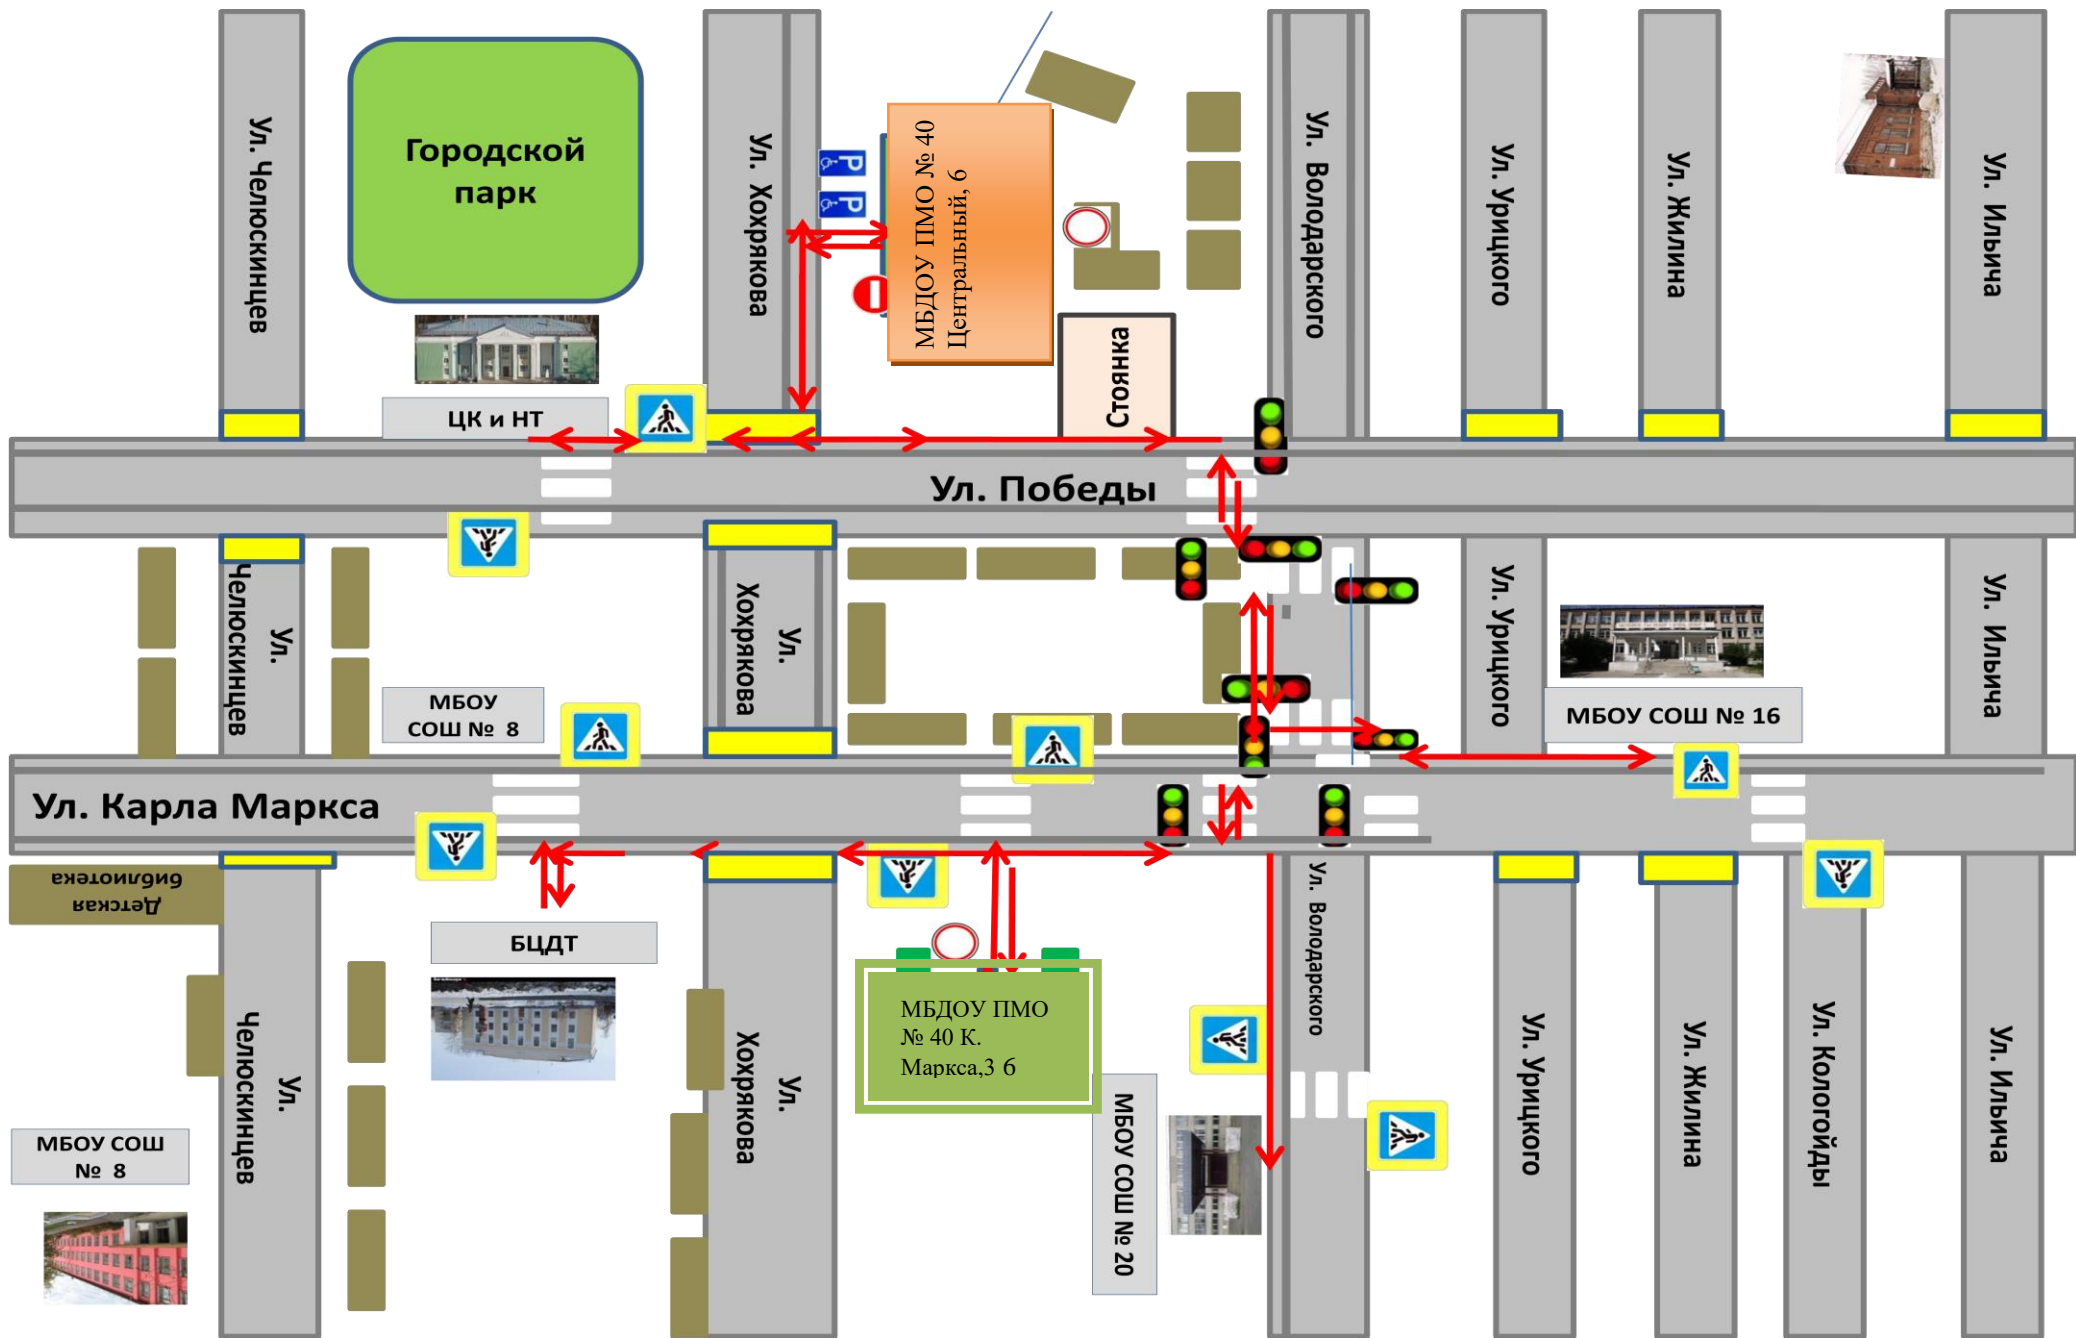 Ул. Челюскинцев
Городской
парк
Ул. Хохрякова
P
P
МБДОУ ПМО № 40
Центральный, 6
Стоянка
Ул. Володарского
Ул. Урицкого
Ул. Жилина
Ул. Ильича
ЦК и НТ
Ул. Победы
Ул.
Челюскинцев
Ул.
Хохрякова
Ул. Урицкого
Ул. Ильича
МБОУ
СОШ № 8
МБОУ СОШ № 16
Ул. Карла Маркса
Детская
библиотека
БЦДТ
Ул.
Челюскинцев
Ул.
Хохрякова
МБДОУ ПМО
№ 40 К.
Маркса,3 б
МБОУ СОШ № 20
Ул. Володарского
Ул. Урицкого
Ул. Жилина
Ул. Кологойды
Ул. Ильича
МБОУ СОШ
№ 8